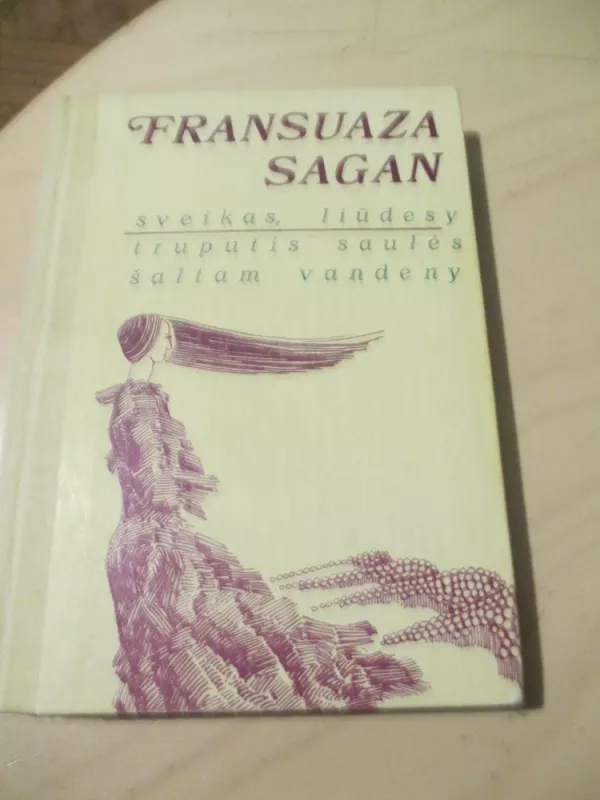 FRANSUAZA
SAGAN
sveikas, liūdesy
truputis saulės
šaltam vandeny